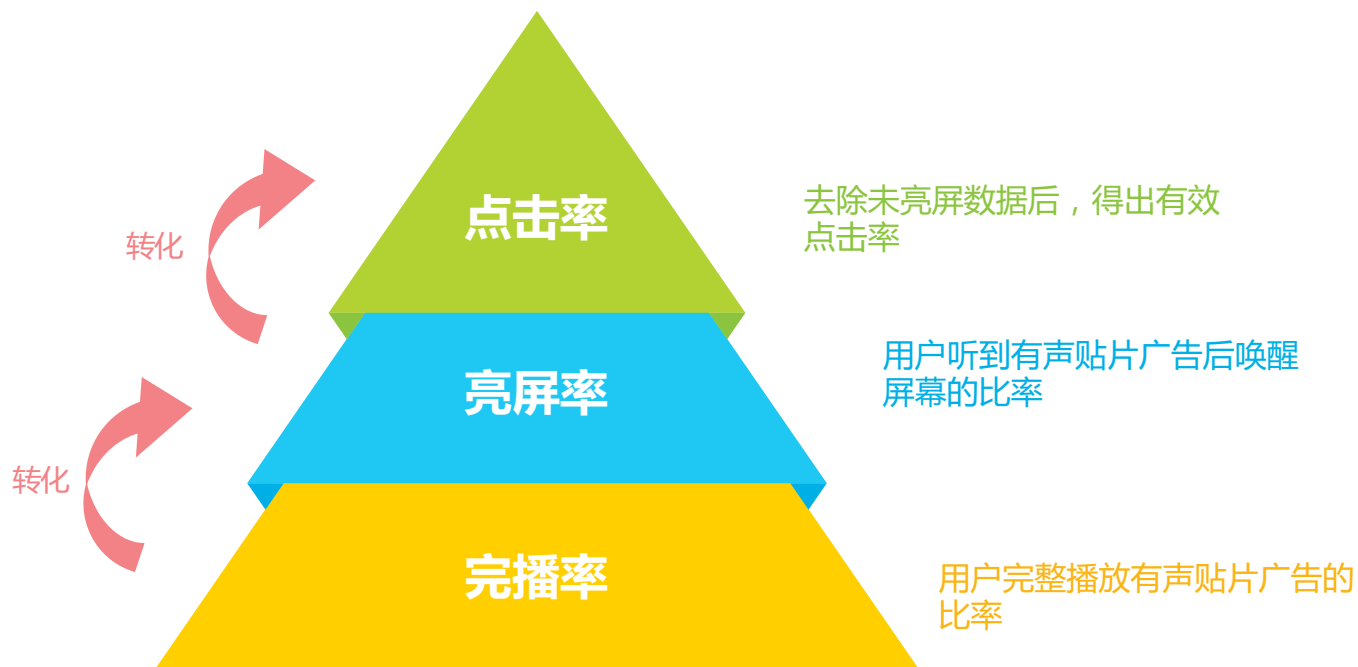 点击率
去除未亮屏数据后，得出有效
点击率
转化
用户听到有声贴片广告后唤醒
屏幕的比率
亮屏率
转化
完播率
用户完整播放有声贴片广告的
比率